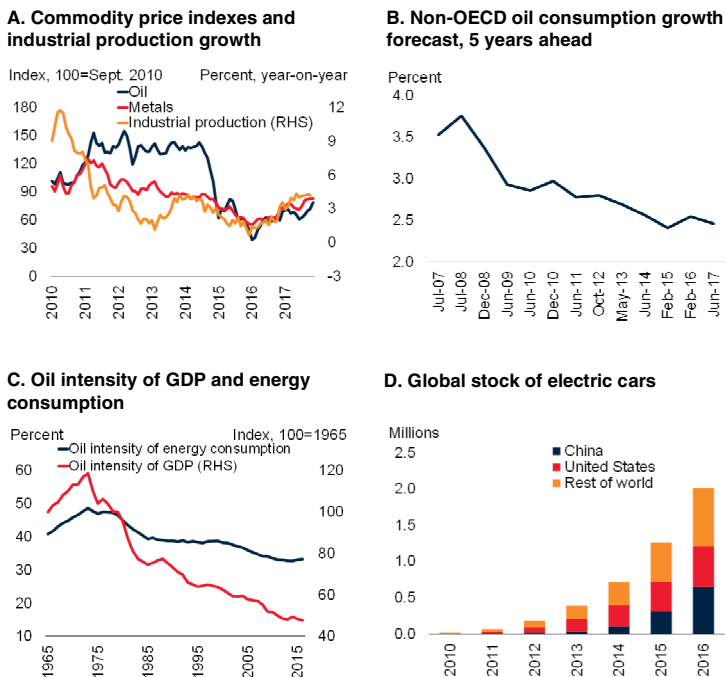 A. Commodity price indexes and
industrial production growth
Index, 100=Sept. 2010 Percent, year-on-year
Oil
Metals
Industrial production (RHS)
180
150
120
90
60
30
0
12
9
6
3
0
-3
2010 2011 2012 2013 2014 2015 2016 2017
B. Non-OECD oil consumption growth
forecast, 5 years ahead
Percent
4.0
3.5
3.0
2.5
2.0
Jul-07 Jul-08 Dec-08 Jun-09 Jun-10 Dec-10 Jun-11 Oct-12 May-13 Jun-14 Feb-15 Feb-16 Jun-17
C. Oil intensity of GDP and energy
consumption
Percent Index, 100=1965
Oil intensity of energy consumption
Oil intensity of GDP (RHS)
60
50
40
30
20
10
120
100
80
60
40
1965 1975 1985 1995 2005 2015
D. Global stock of electric cars
Millions
China
United States
Rest of world
2.5
2.0
1.5
1.0
0.5
0.0
2010 2011 2012 2013 2014 2015 2016